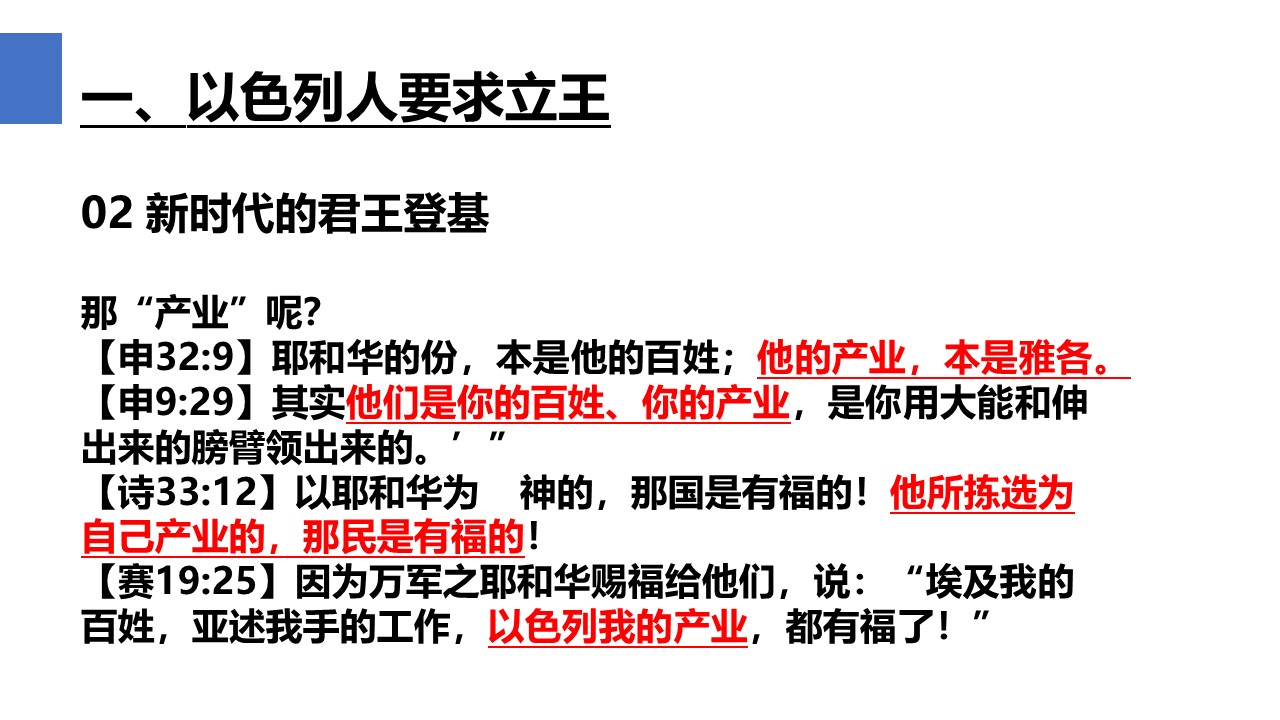 一、以色列人要求立王
02 新时代的君王登基
那“产业”呢？
【申32:9】耶和华的份，本是他的百姓；他的产业，本是雅各。
【申9:29】其实他们是你的百姓、你的产业，是你用大能和伸
出来的膀臂领出来的。’”
【诗33:12】以耶和华为　神的，那国是有福的！他所拣选为
自己产业的，那民是有福的！
【赛19:25】因为万军之耶和华赐福给他们，说：“埃及我的
百姓，亚述我手的工作，以色列我的产业，都有福了！”